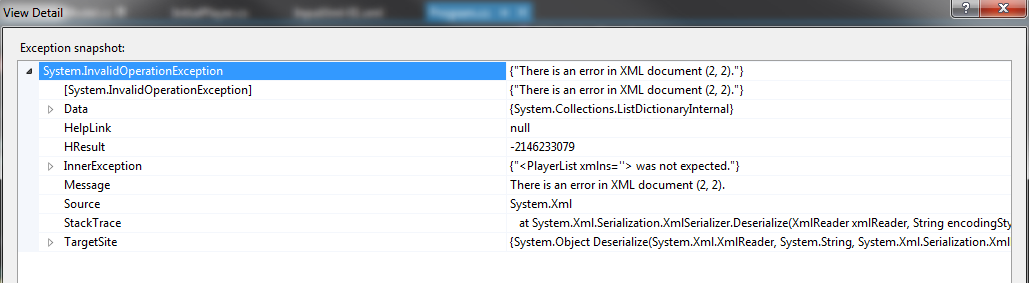 View Detail
Exception snapshot:
System.InvalidOperationException {"There is an error in XML document (2, 2)."}
[System.InvalidOperationException] {"There is an error in XML document (2, 2)."}
Data {System.Collections.ListDictionaryInternal}
HelpLink null
HResult -2146233079
InnerException {"<PlayerList xmlns=''> was not expected."}
Message There is an error in XML document (2, 2).
Source System.Xml
StackTrace at System.Xml.Serialization.XmlSerializer.Deserialize(XmlReader xmlReader, String encodingSty
TargetSite {System.Object Deserialize(System.Xml.XmlReader, System.String, System.Xml.Serialization.Xml